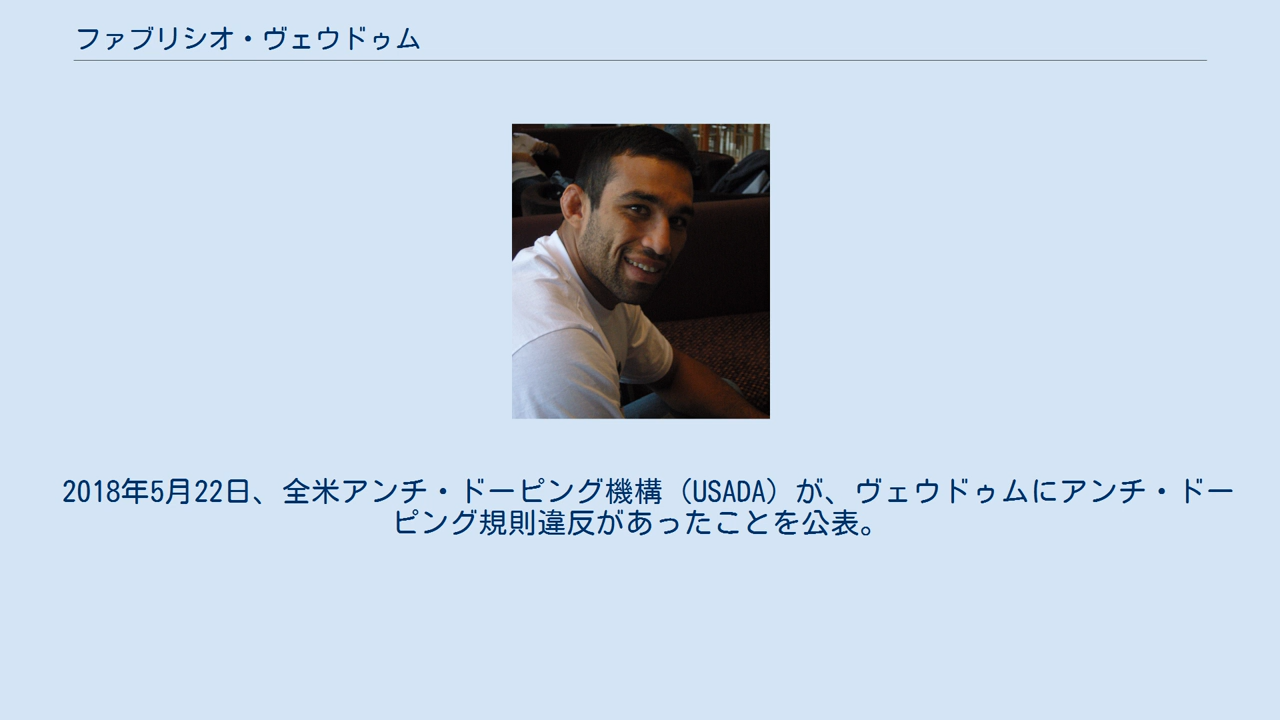 ファブリシオ・ヴェウドゥム
2018年5月22日、全米アンチ・ドーピング機構（USADA）が、ヴェウドゥムにアンチ・ドー
ピング規則違反があったことを公表。